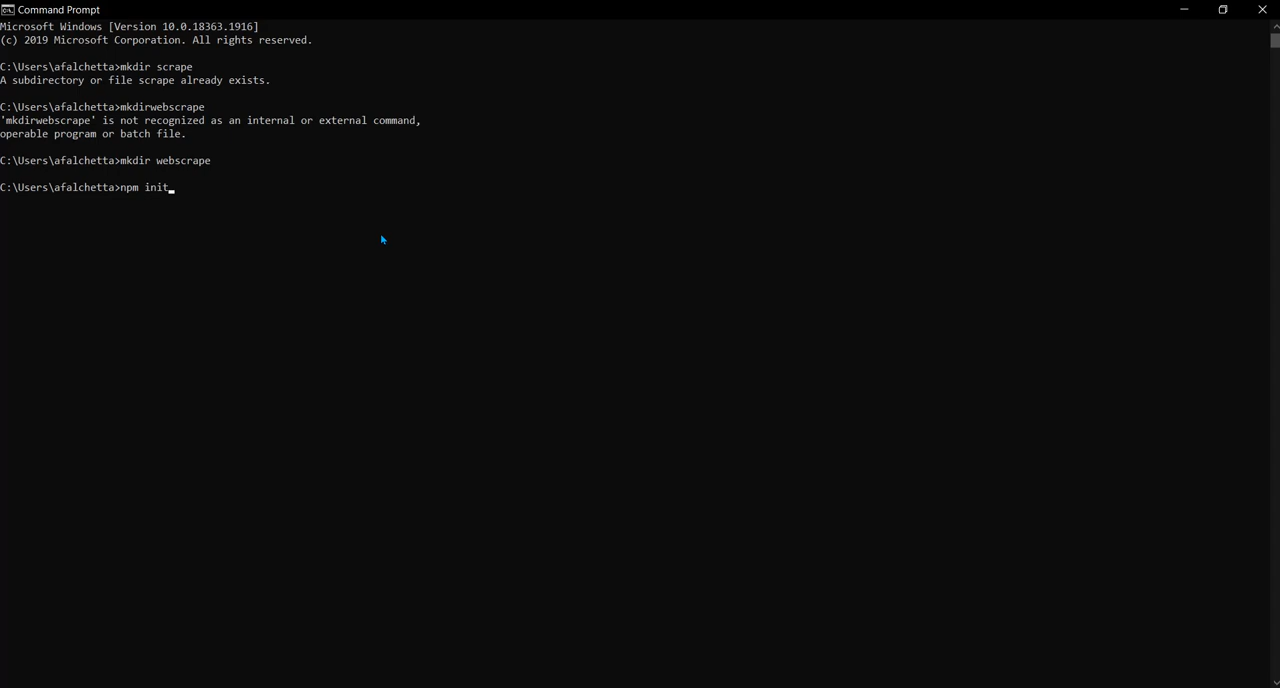 Command Prompt
Microsoft Windows [Version 10.0.18363.1916]
(c) 2019 Microsoft Corporation. All rights reserved.
C:\Users\afalchetta>mkdir scrape
A subdirectory or file scrape already exists.
C:\Users\afalchetta>mkdirwebscrape
'mkdirwebscrape' is not recognized as an internal or external command,
operable program or batch file.
C:\Users\afalchetta>mkdir webscrape
C:\Users\afalchetta>npm init